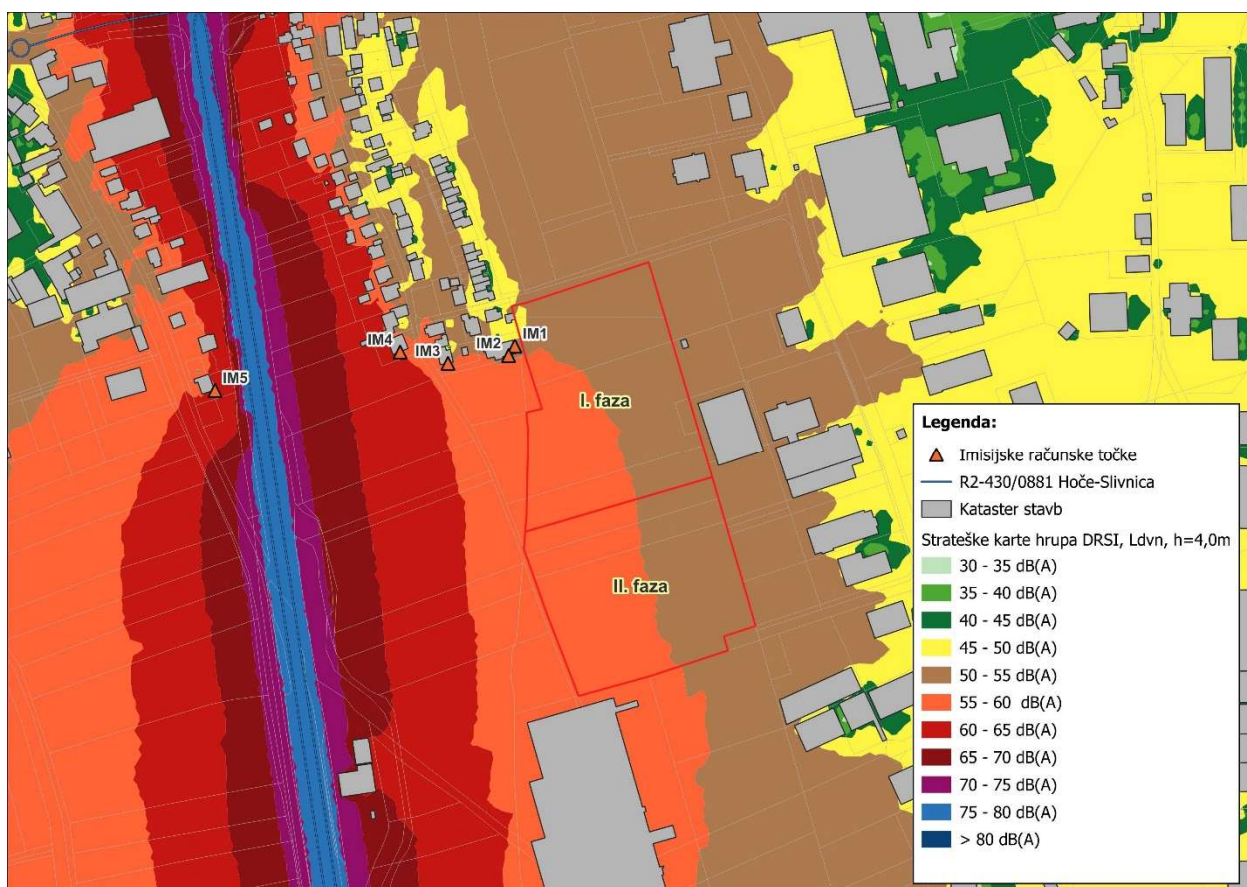 IM4
IM3
IM2
IM1
IM5
I. faza
II. faza
Legenda:
Imisijske računske točke
R2-430/0881 Hoče-Slivnica
Kataster stavb
Strateške karte hrupa DRSI, Ldvn, h=4,0m
30 - 35 dB(A)
35 - 40 dB(A)
40 - 45 dB(A)
45 - 50 dB(A)
50 - 55 dB(A)
55 - 60 dB(A)
60 - 65 dB(A)
65 - 70 dB(A)
70 - 75 dB(A)
75 - 80 dB(A)
> 80 dB(A)